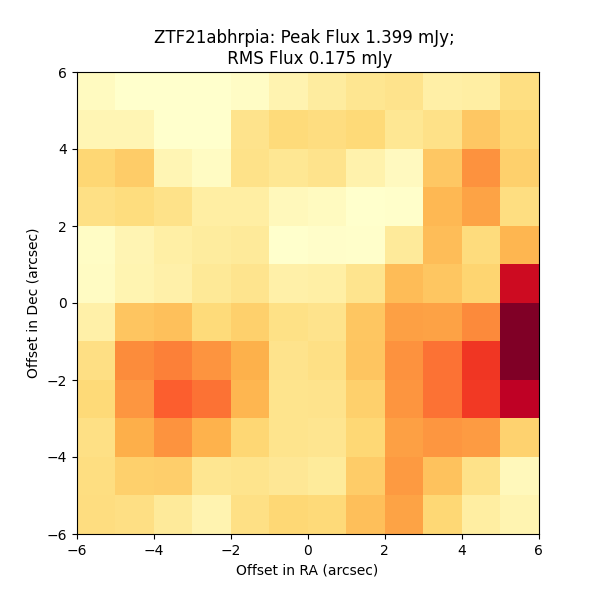 ZTF21abhrpia: Peak Flux 1.399 mJy;
RMS Flux 0.175 mJy
6
4
2
0
−2
−4
−6
Offset in Dec (arcsec)
−6 −4 −2 0 2 4 6
Offset in RA (arcsec)